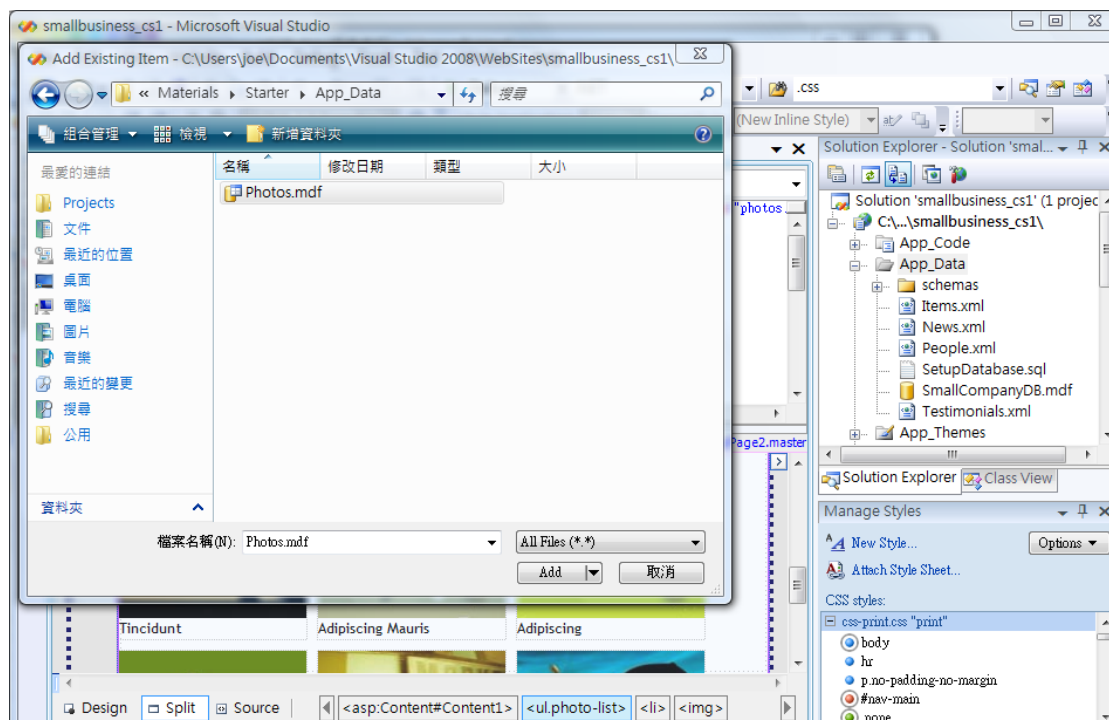 smallbusiness_cs1 - Microsoft Visual Studio
Add Existing Item - C:\Users\joe\Documents\Visual Studio 2008\WebSites\smallbusiness_cs1\
« Materials Starter App_Data 搜尋
組合管理 檢視 新增資料夾
最愛的連結
Projects
文件
最近的位置
桌面
電腦
圖片
音樂
最近的變更
搜尋
公用
資料夾
名稱 修改日期 類型 大小
Photos.mdf
檔案名稱(N): Photos.mdf All Files (*.*)
Add 取消
.css
(New Inline Style)
"photos
Page2.master
Tincidunt Adipiscing Mauris Adipiscing
Design Split Source <asp:Content#Content1> <ul.photo-list> <li> <img>
Solution Explorer - Solution 'smal...
Solution 'smallbusiness_cs1' (1 projec
C:\...\smallbusiness_cs1\
App_Code
App_Data
schemas
Items.xml
News.xml
People.xml
SetupDatabase.sql
SmallCompanyDB.mdf
Testimonials.xml
App_Themes
Solution Explorer Class View
Manage Styles
New Style... Options
Attach Style Sheet...
CSS styles:
css-print.css "print"
body
hr
p.no-padding-no-margin
#nav-main
.none